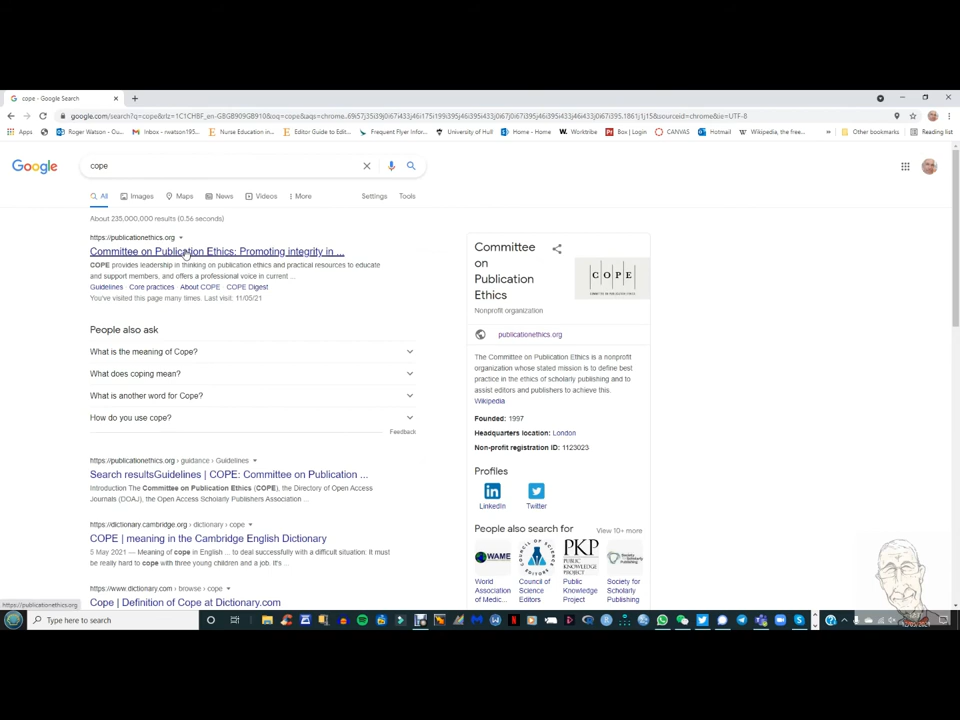 cope - Google Search
google.com/search?q=cope&rlz=1C1CHBF_en-GBGB909GB910&oq=cope&aqs=chrome..69i57j35i39j0i67i433j46i175i199i395j46i395i433j46i67i395j46i395i433j0i67i395.1861j1j15&sourceid=chrome&ie=UTF-8
Apps
Roger Watson - Ou...
Inbox - rwatson195...
Nurse Education in...
Editor Guide to Edit...
Frequent Flyer Infor...
University of Hull
Home - Home
Worktribe
Box | Login
CANVAS
Hotmail
Wikipedia, the free...
Other bookmarks
Reading list
Google
cope
All
Images
Maps
News
Videos
More
Settings
Tools
About 235,000,000 results (0.56 seconds)
https://publicationethics.org
Committee on Publication Ethics: Promoting integrity in ...
COPE provides leadership in thinking on publication ethics and practical resources to educate
and support members, and offers a professional voice in current ...
Guidelines · Core practices · About COPE · COPE Digest
You've visited this page many times. Last visit: 11/05/21
People also ask
What is the meaning of Cope?
What does coping mean?
What is another word for Cope?
How do you use cope?
Feedback
https://publicationethics.org › guidance › Guidelines
Search resultsGuidelines | COPE: Committee on Publication ...
Introduction The Committee on Publication Ethics (COPE), the Directory of Open Access
Journals (DOAJ), the Open Access Scholarly Publishers Association ...
https://dictionary.cambridge.org › dictionary › cope
COPE | meaning in the Cambridge English Dictionary
5 May 2021 — Meaning of cope in English ... to deal successfully with a difficult situation: It must
be really hard to cope with three young children and a job. It's ...
https://www.dictionary.com › browse › cope
Cope | Definition of Cope at Dictionary.com
Committee
on
Publication
Ethics
Nonprofit organization
COPE
publicationethics.org
The Committee on Publication Ethics is a nonprofit
organization whose stated mission is to define best
practice in the ethics of scholarly publishing and to
assist editors and publishers to achieve this.
Wikipedia
Founded: 1997
Headquarters location: London
Non-profit registration ID: 1123023
Profiles
LinkedIn
Twitter
People also search for
View 10+ more
WAME
PKP
World
Association
of Medic...
Council of
Science
Editors
Public
Knowledge
Project
Society for
Scholarly
Publishing
https://publicationethics.org
Type here to search